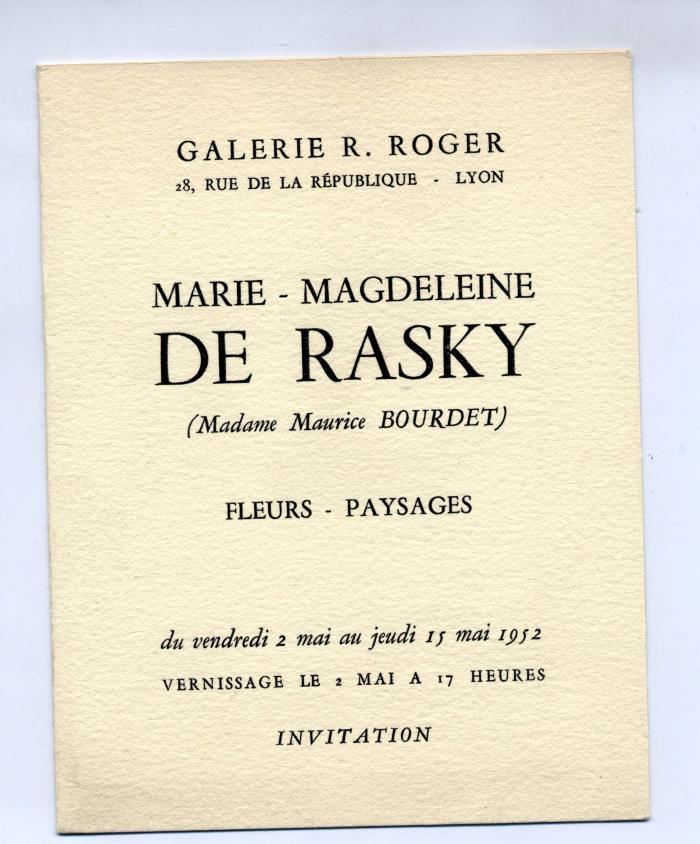 GALERIE R. ROGER
28, RUE DE LA RÉPUBLIQUE - LYON
MARIE - MAGDELEINE
DE RASKY
(Madame Maurice BOURDET)
FLEURS - PAYSAGES
du vendredi 2 mai au jeudi 15 mai 1952
VERNISSAGE LE 2 MAI A 17 HEURES
INVITATION